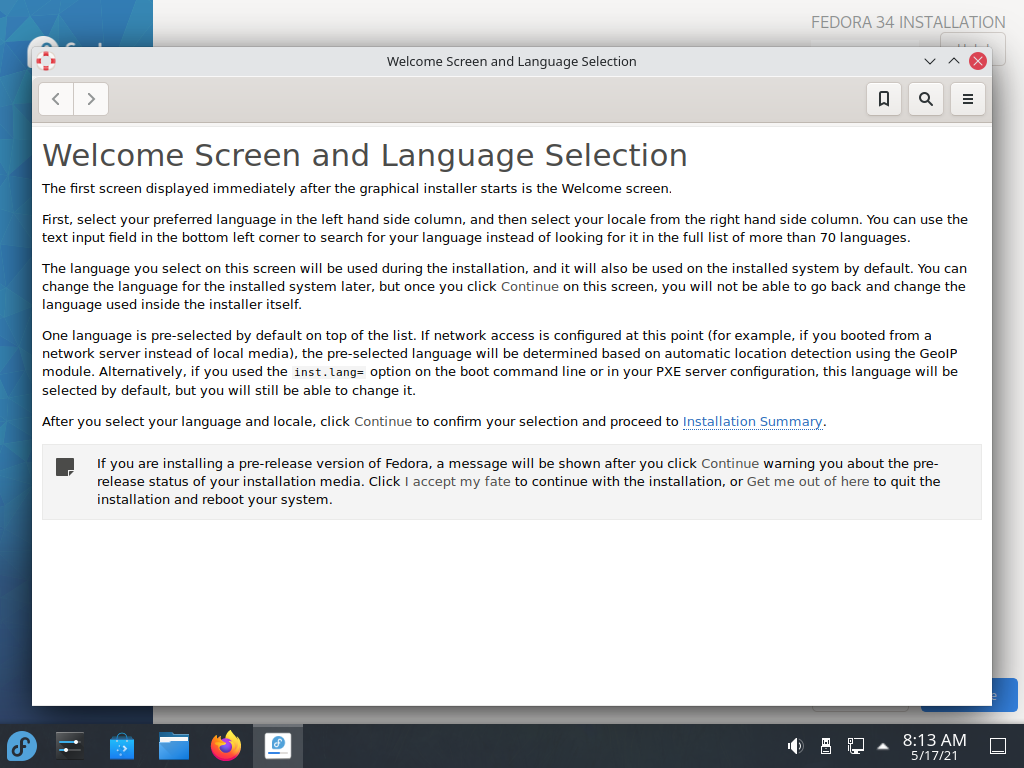 FEDORA 34 INSTALLATION
Welcome Screen and Language Selection
Welcome Screen and Language Selection
The first screen displayed immediately after the graphical installer starts is the Welcome screen.
First, select your preferred language in the left hand side column, and then select your locale from the right hand side column. You can use the
text input field in the bottom left corner to search for your language instead of looking for it in the full list of more than 70 languages.
The language you select on this screen will be used during the installation, and it will also be used on the installed system by default. You can
change the language for the installed system later, but once you click Continue on this screen, you will not be able to go back and change the
language used inside the installer itself.
One language is pre-selected by default on top of the list. If network access is configured at this point (for example, if you booted from a
network server instead of local media), the pre-selected language will be determined based on automatic location detection using the GeoIP
module. Alternatively, if you used the inst.lang= option on the boot command line or in your PXE server configuration, this language will be
selected by default, but you will still be able to change it.
After you select your language and locale, click Continue to confirm your selection and proceed to Installation Summary.
If you are installing a pre-release version of Fedora, a message will be shown after you click Continue warning you about the pre-
release status of your installation media. Click I accept my fate to continue with the installation, or Get me out of here to quit the
installation and reboot your system.
8:13 AM
5/17/21